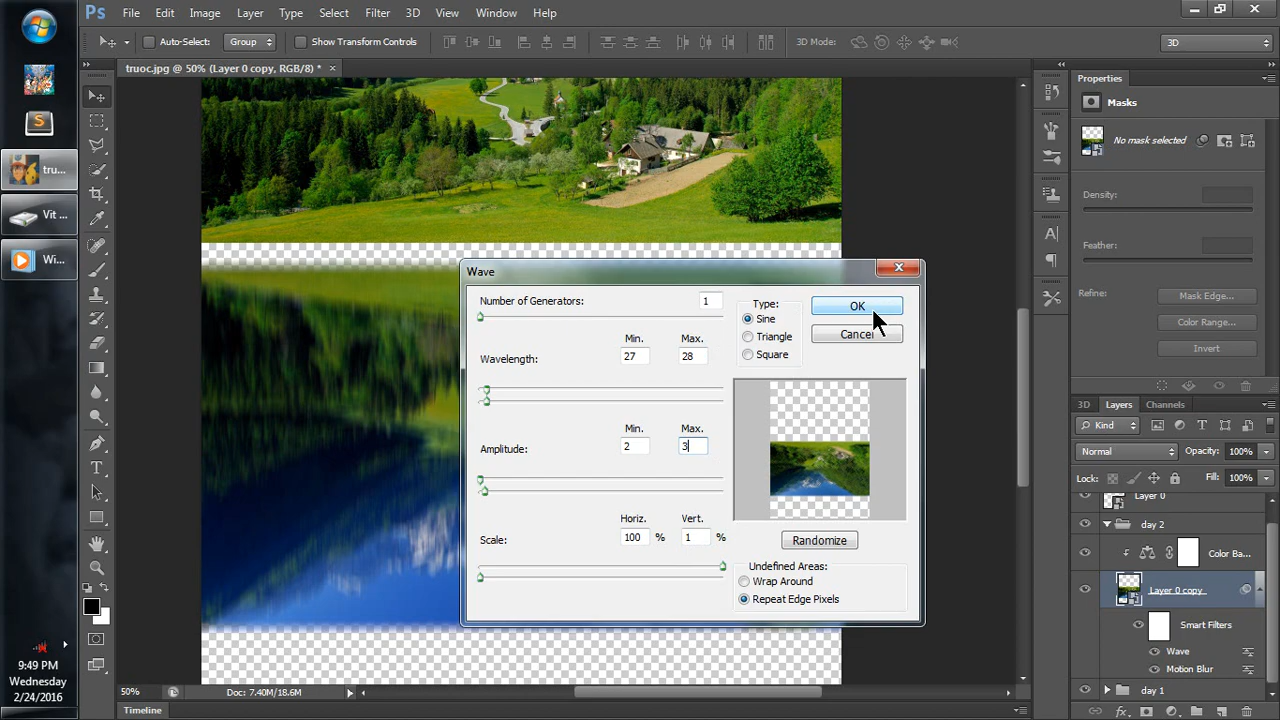 Ps File Edit Image Layer Type Select Filter 3D View Window Help
Auto-Select: Group Show Transform Controls 3D Mode: 3D
truoc.jpg @ 50% (Layer 0 copy, RGB/8) * ×
Properties
Masks
No mask selected
Density:
Feather:
Refine: Mask Edge...
Color Range...
Invert
S
tru...
Vit ...
Wi...
Wave
Number of Generators: 1
Type:
Sine
Triangle
Square
OK
Cancel
Min. Max.
Wavelength: 27 28
Min. Max.
Amplitude: 2 3
Horiz. Vert.
Scale: 100 % 1 %
Randomize
Undefined Areas:
Wrap Around
Repeat Edge Pixels
3D Layers Channels
Kind
Normal Opacity: 100%
Lock: Fill: 100%
Layer 0
day 2
Color Ba...
Layer 0 copy
Smart Filters
Wave
Motion Blur
day 1
fx
50% Doc: 7.40M/18.6M
Timeline
9:49 PM
Wednesday
2/24/2016